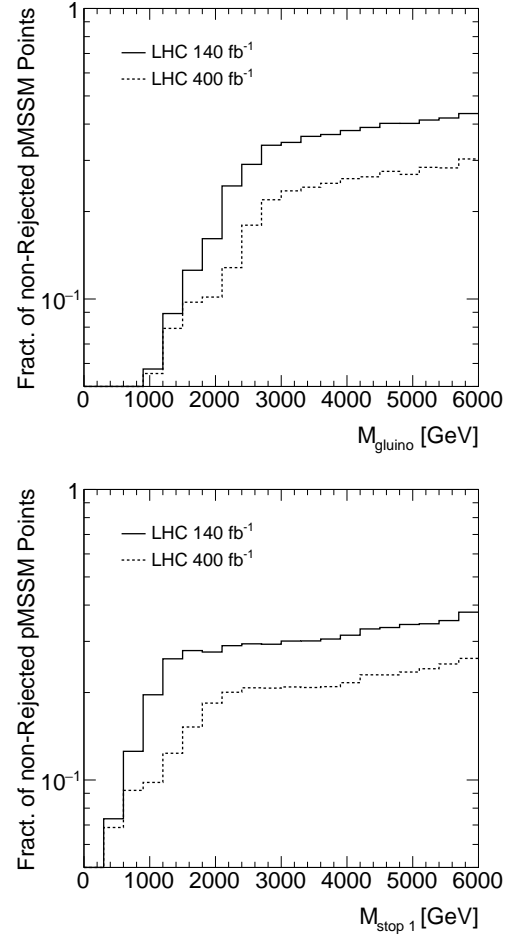 1
LHC 140 fb⁻¹
LHC 400 fb⁻¹
Fract. of non-Rejected pMSSM Points
10⁻¹
0 1000 2000 3000 4000 5000 6000
M_gluino [GeV]
1
LHC 140 fb⁻¹
LHC 400 fb⁻¹
Fract. of non-Rejected pMSSM Points
10⁻¹
0 1000 2000 3000 4000 5000 6000
M_stop 1 [GeV]